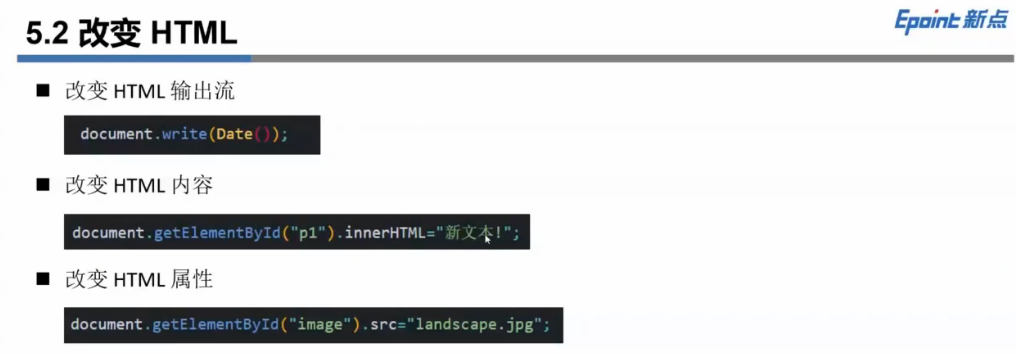 5.2 改变 HTML
Epoint 新点
■ 改变 HTML 输出流
document.write(Date());
■ 改变 HTML 内容
document.getElementById("p1").innerHTML="新文本!";
■ 改变 HTML 属性
document.getElementById("image").src="landscape.jpg";